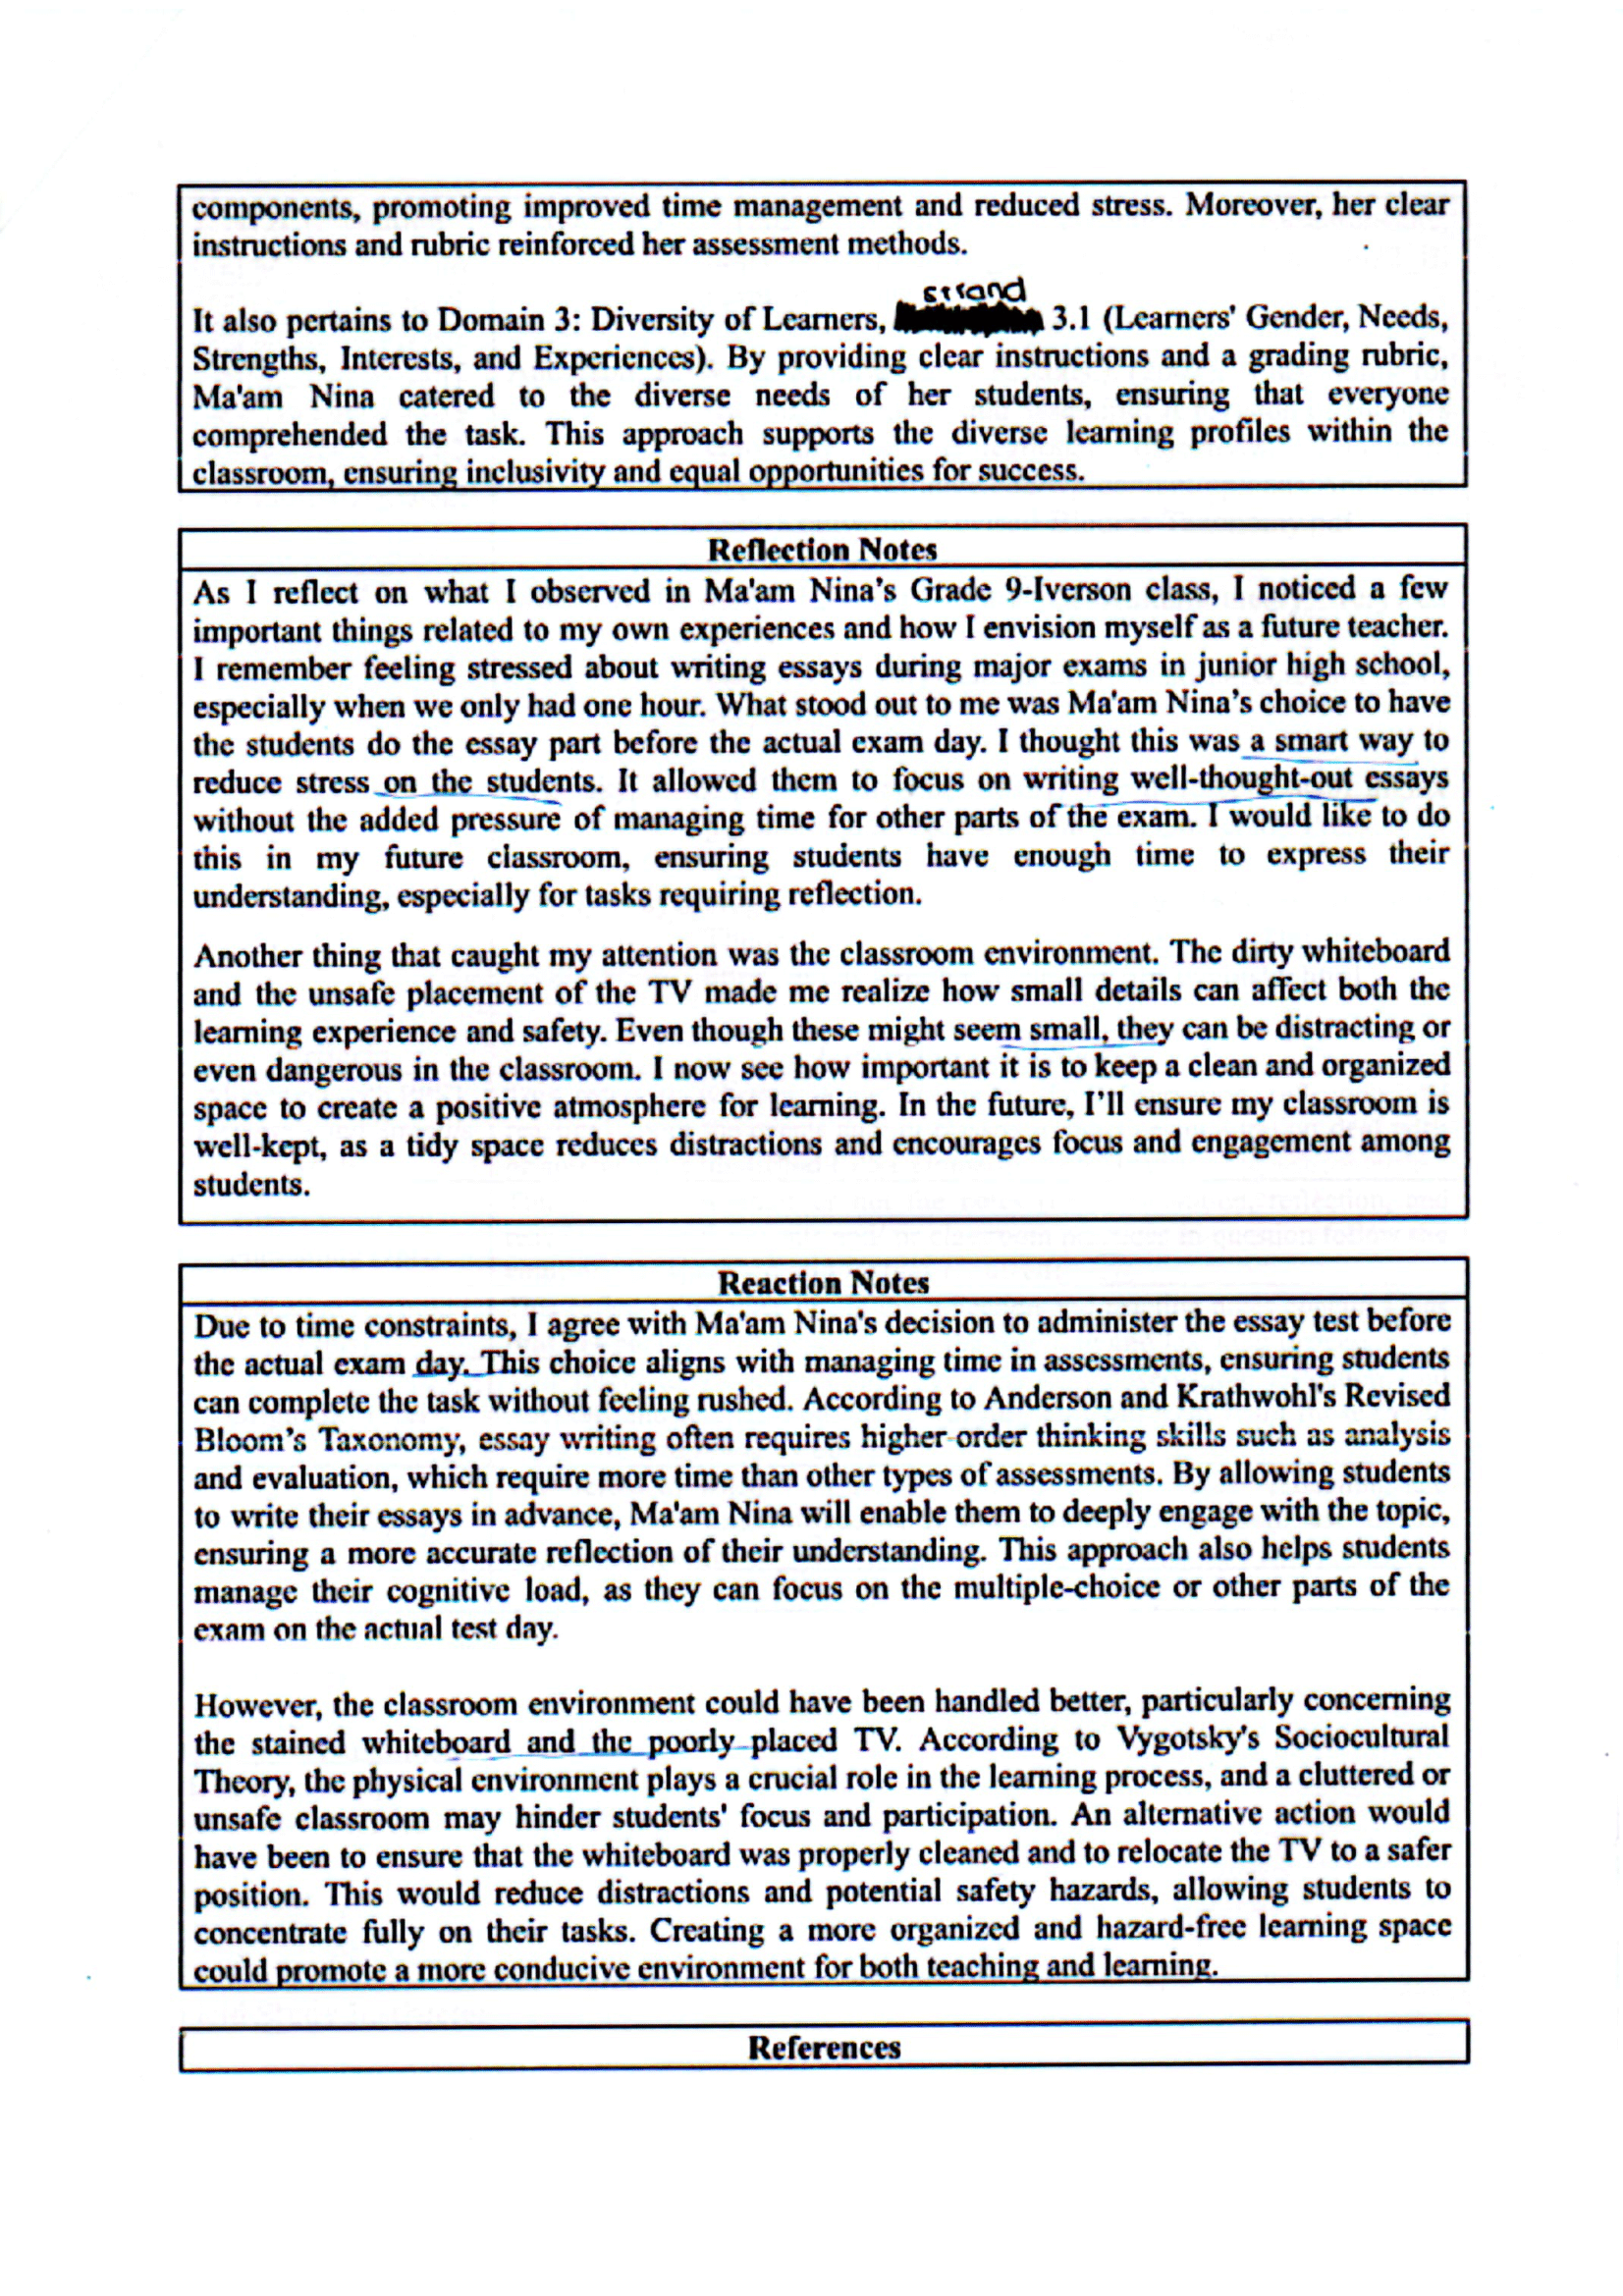 components, promoting improved time management and reduced stress. Moreover, her clear
instructions and rubric reinforced her assessment methods.
strand
It also pertains to Domain 3: Diversity of Learners, 3.1 (Learners' Gender, Needs,
Strengths, Interests, and Experiences). By providing clear instructions and a grading rubric,
Ma'am Nina catered to the diverse needs of her students, ensuring that everyone
comprehended the task. This approach supports the diverse learning profiles within the
classroom, ensuring inclusivity and equal opportunities for success.
Reflection Notes
As I reflect on what I observed in Ma'am Nina's Grade 9-Iverson class, I noticed a few
important things related to my own experiences and how I envision myself as a future teacher.
I remember feeling stressed about writing essays during major exams in junior high school,
especially when we only had one hour. What stood out to me was Ma'am Nina's choice to have
the students do the essay part before the actual exam day. I thought this was a smart way to
reduce stress on the students. It allowed them to focus on writing well-thought-out essays
without the added pressure of managing time for other parts of the exam. I would like to do
this in my future classroom, ensuring students have enough time to express their
understanding, especially for tasks requiring reflection.
Another thing that caught my attention was the classroom environment. The dirty whiteboard
and the unsafe placement of the TV made me realize how small details can affect both the
learning experience and safety. Even though these might seem small, they can be distracting or
even dangerous in the classroom. I now see how important it is to keep a clean and organized
space to create a positive atmosphere for learning. In the future, I'll ensure my classroom is
well-kept, as a tidy space reduces distractions and encourages focus and engagement among
students.
Reaction Notes
Due to time constraints, I agree with Ma'am Nina's decision to administer the essay test before
the actual exam day. This choice aligns with managing time in assessments, ensuring students
can complete the task without feeling rushed. According to Anderson and Krathwohl's Revised
Bloom's Taxonomy, essay writing often requires higher-order thinking skills such as analysis
and evaluation, which require more time than other types of assessments. By allowing students
to write their essays in advance, Ma'am Nina will enable them to deeply engage with the topic,
ensuring a more accurate reflection of their understanding. This approach also helps students
manage their cognitive load, as they can focus on the multiple-choice or other parts of the
exam on the actual test day.
However, the classroom environment could have been handled better, particularly concerning
the stained whiteboard and the poorly placed TV. According to Vygotsky's Sociocultural
Theory, the physical environment plays a crucial role in the learning process, and a cluttered or
unsafe classroom may hinder students' focus and participation. An alternative action would
have been to ensure that the whiteboard was properly cleaned and to relocate the TV to a safer
position. This would reduce distractions and potential safety hazards, allowing students to
concentrate fully on their tasks. Creating a more organized and hazard-free learning space
could promote a more conducive environment for both teaching and learning.
References